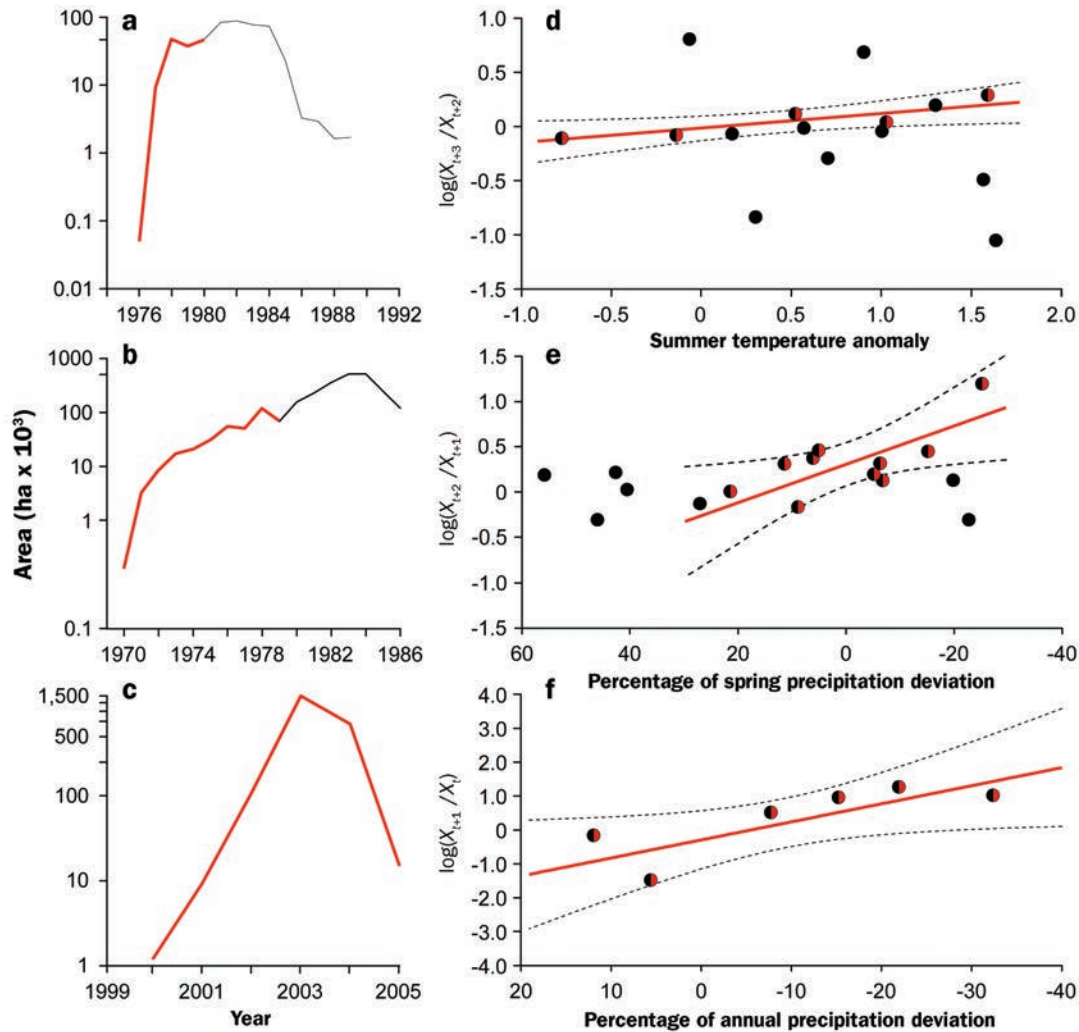 a
100
10
1
0.1
0.01
1976 1980 1984 1988 1992
b
1000
100
10
1
0.1
1970 1974 1978 1982 1986
c
1,500
500
100
10
1
1999 2001 2003 2005
Year
Area (ha x 10³)
d
1.0
0.5
0
-0.5
-1.0
-1.5
-1.0 -0.5 0 0.5 1.0 1.5 2.0
Summer temperature anomaly
log(Xₜ₊₃ /Xₜ₊₂)
e
1.5
1.0
0.5
0
-0.5
-1.0
-1.5
60 40 20 0 -20 -40
Percentage of spring precipitation deviation
log(Xₜ₊₂ /Xₜ₊₁)
f
4.0
3.0
2.0
1.0
0
-1.0
-2.0
-3.0
-4.0
20 10 0 -10 -20 -30 -40
Percentage of annual precipitation deviation
log(Xₜ₊₁ /Xₜ)